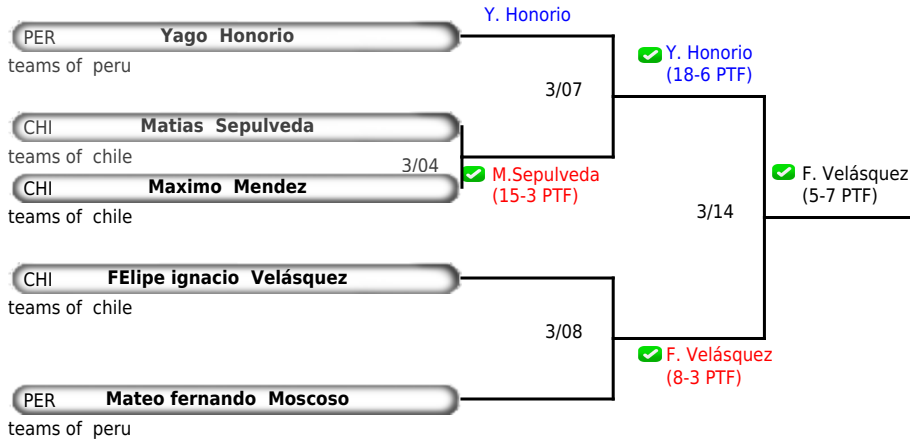 Y. Honorio
PER Yago Honorio
teams of peru
Y. Honorio
(18-6 PTF)
3/07
CHI Matias Sepulveda
teams of chile
3/04
M.Sepulveda
(15-3 PTF)
CHI Maximo Mendez
teams of chile
F. Velásquez
(5-7 PTF)
3/14
CHI FElipe ignacio Velásquez
teams of chile
3/08
F. Velásquez
(8-3 PTF)
PER Mateo fernando Moscoso
teams of peru